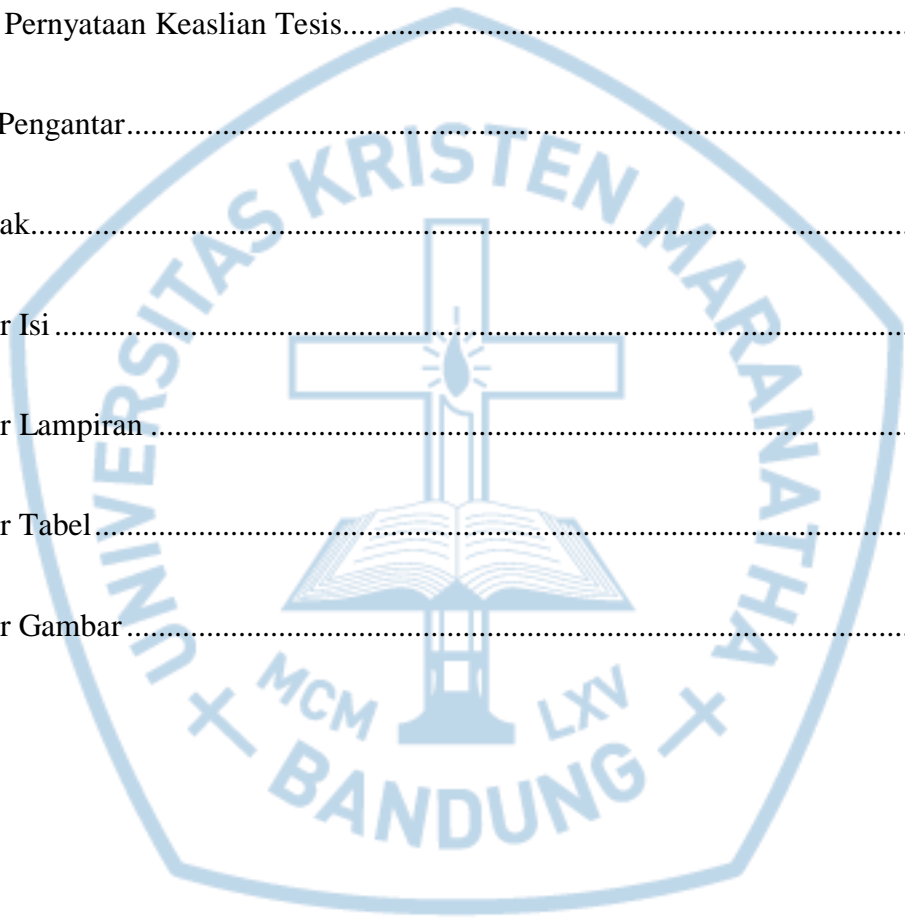 Pernyataan Keaslian Tesis
Pengantar
ak
r Isi
r Lampiran
r Tabel
r Gambar
UNIVERSITAS KRISTEN MARANATHA
MCM LXV
BANDUNG